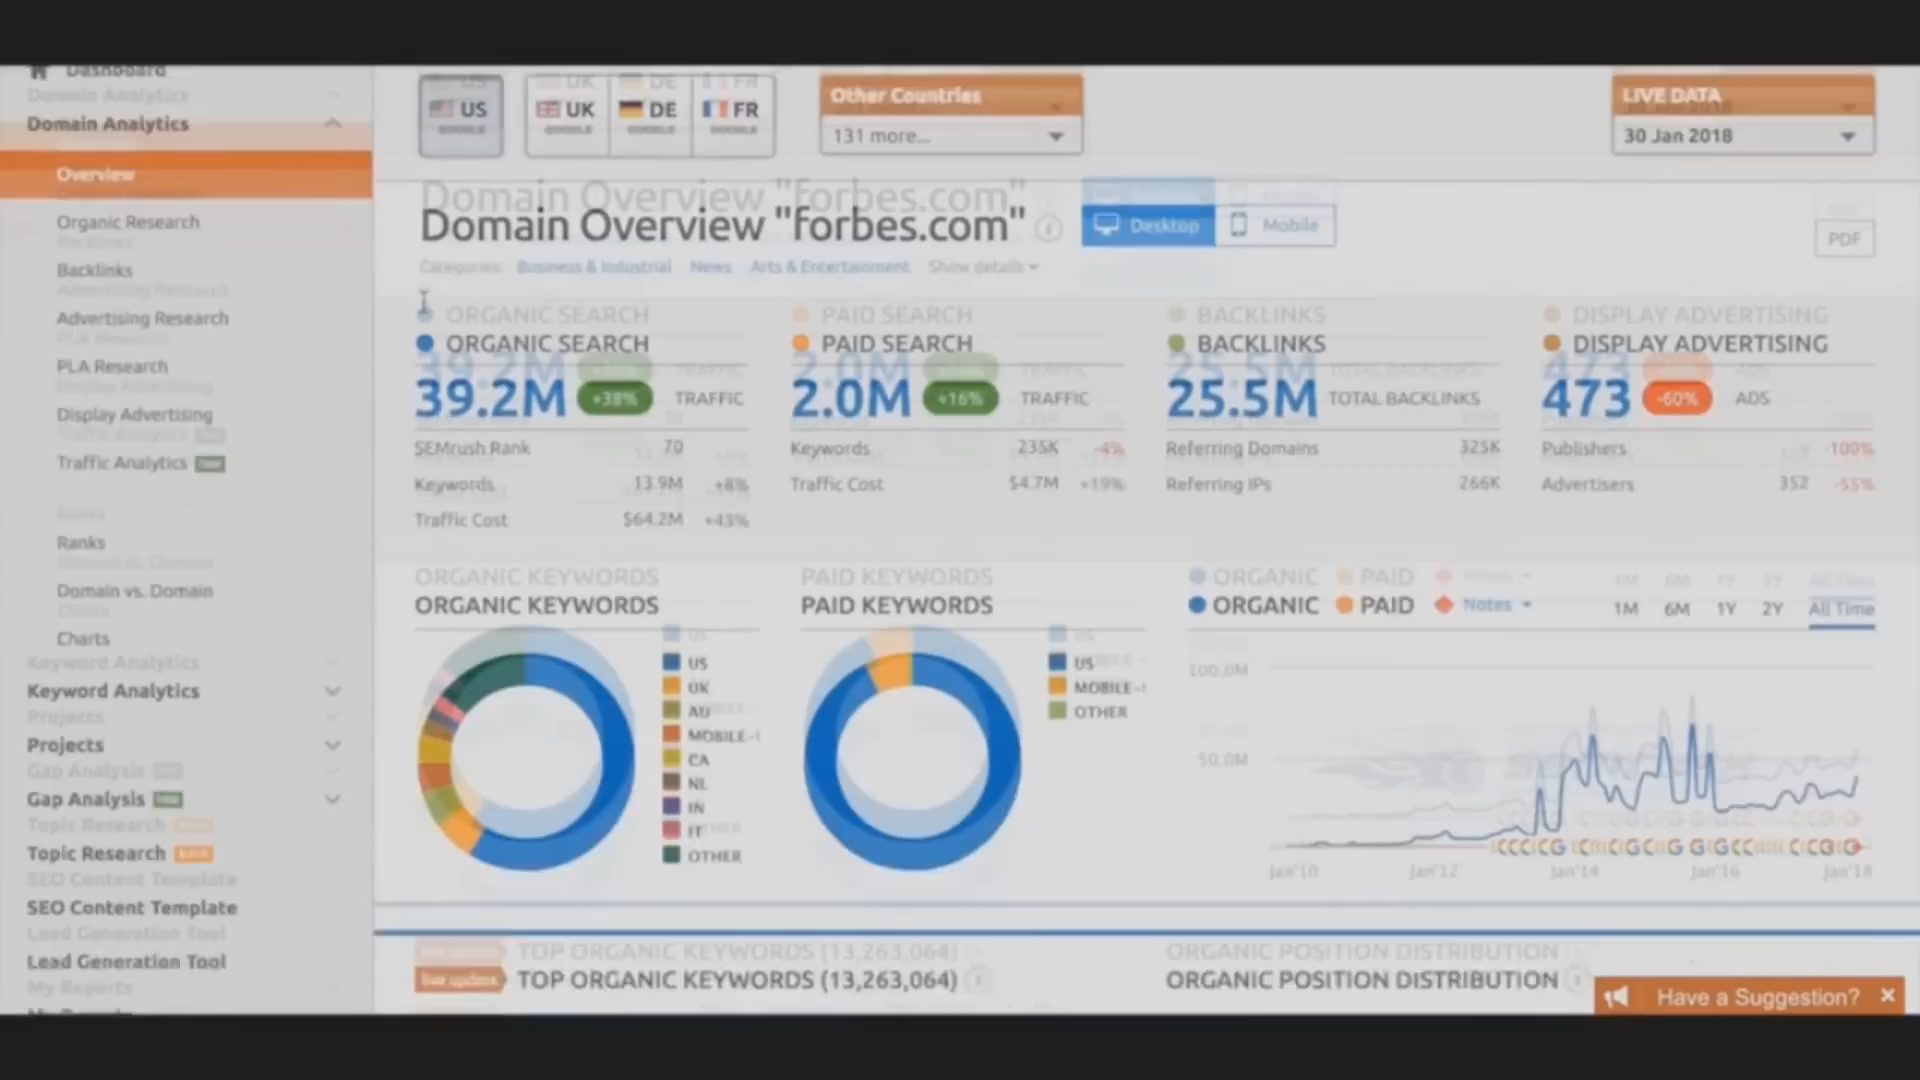 Dashboard
Domain Analytics
Overview
Organic Research
Backlinks
Advertising Research
PLA Research
Display Advertising
Traffic Analytics
Ranks
Domain vs. Domain
Charts
Keyword Analytics
Projects
Gap Analysis
Topic Research
SEO Content Template
Lead Generation Tool
My Reports
US
GOOGLE
UK
GOOGLE
DE
GOOGLE
FR
GOOGLE
Other Countries
131 more...
LIVE DATA
30 Jan 2018
Domain Overview "forbes.com"
Desktop
Mobile
PDF
Categories: Business & Industrial News Arts & Entertainment Show details
ORGANIC SEARCH
39.2M +38% TRAFFIC
SEMrush Rank 70
Keywords 13.9M +8%
Traffic Cost $64.2M +43%
PAID SEARCH
2.0M +16% TRAFFIC
Keywords 235K -4%
Traffic Cost $4.7M +19%
BACKLINKS
25.5M TOTAL BACKLINKS
Referring Domains 325K
Referring IPs 266K
DISPLAY ADVERTISING
473 -60% ADS
Publishers -100%
Advertisers 352 -55%
ORGANIC KEYWORDS
US
UK
AU
MOBILE-
CA
NL
IN
IT
OTHER
PAID KEYWORDS
US
MOBILE-
OTHER
ORGANIC PAID Notes
1M 6M 1Y 2Y All Time
100.0M
50.0M
Jan'10 Jan'12 Jan'14 Jan'16 Jan'18
live update TOP ORGANIC KEYWORDS (13,263,064)
ORGANIC POSITION DISTRIBUTION
Have a Suggestion?